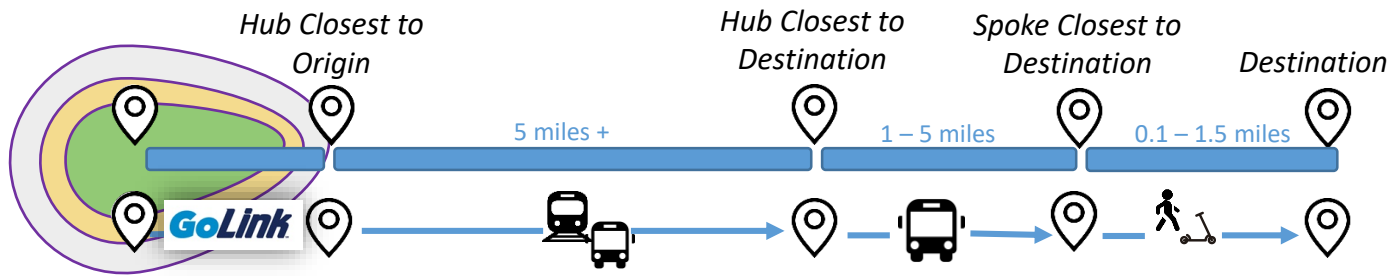 Hub Closest to
Origin
Hub Closest to
Destination
Spoke Closest to
Destination
Destination
5 miles +
1 – 5 miles
0.1 – 1.5 miles
GoLink